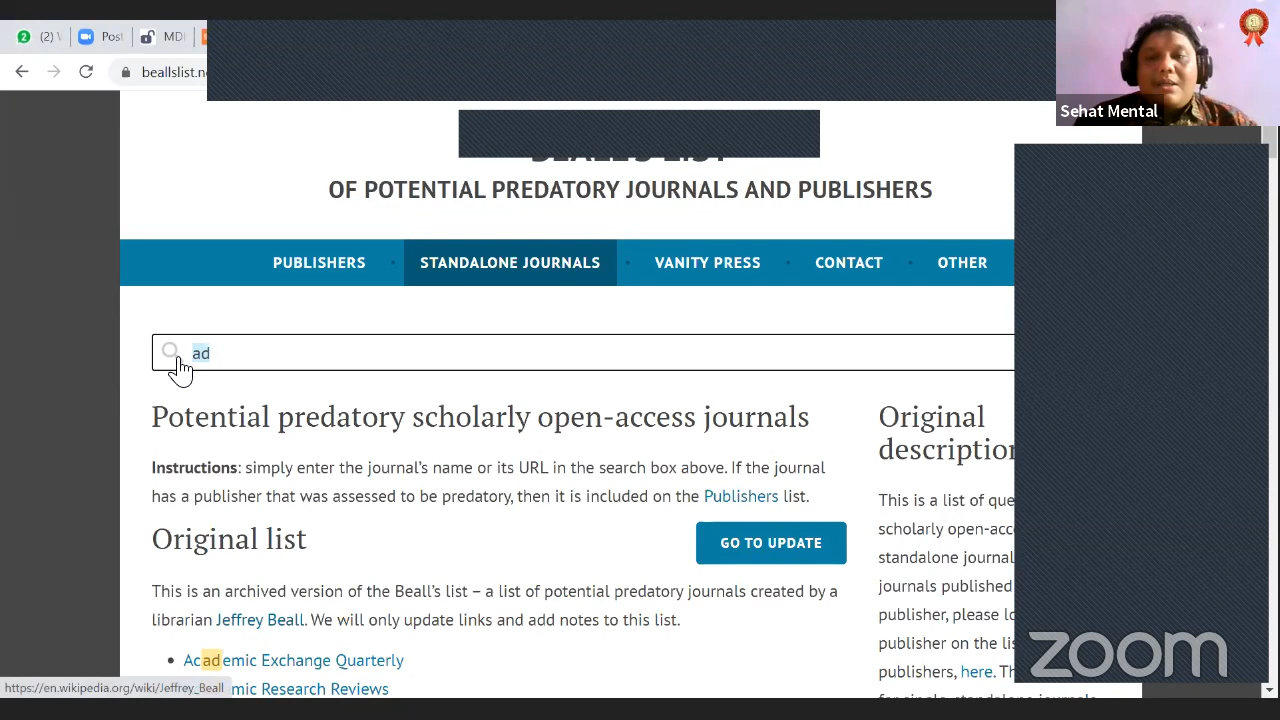 (2)
Post
MDI
beallslist.ne
Sehat Mental
BEALL'S LIST
OF POTENTIAL PREDATORY JOURNALS AND PUBLISHERS
PUBLISHERS
STANDALONE JOURNALS
VANITY PRESS
CONTACT
OTHER
ad
Potential predatory scholarly open-access journals
Instructions: simply enter the journal's name or its URL in the search box above. If the journal
has a publisher that was assessed to be predatory, then it is included on the Publishers list.
Original list
GO TO UPDATE
This is an archived version of the Beall's list – a list of potential predatory journals created by a
librarian Jeffrey Beall. We will only update links and add notes to this list.
• Academic Exchange Quarterly
mic Research Reviews
https://en.wikipedia.org/wiki/Jeffrey_Beall
Original
description
This is a list of que
scholarly open-acc
standalone journal
journals published
publisher, please lo
publisher on the lis
publishers, here. Th
zoom